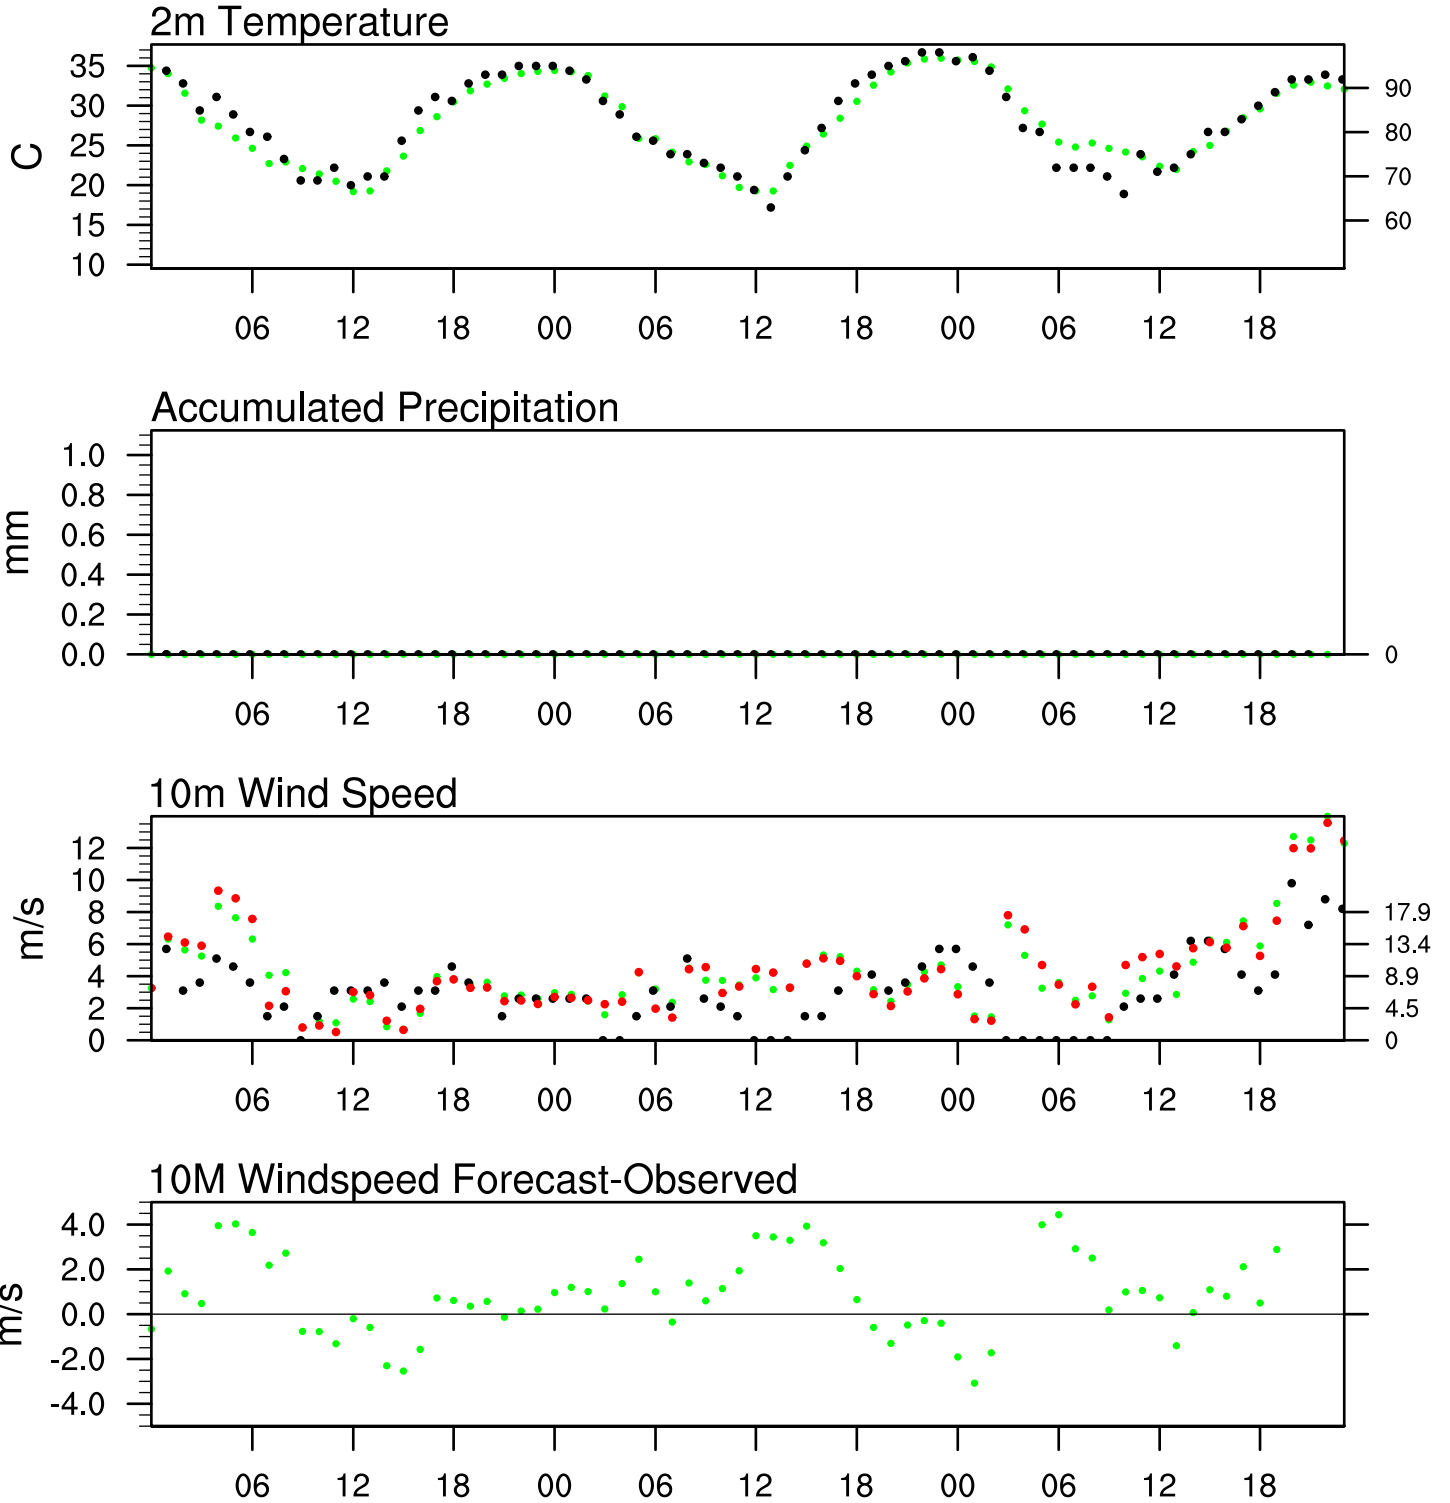 2m Temperature
C
35
30
25
20
15
10
90
80
70
60
06 12 18 00 06 12 18 00 06 12 18
Accumulated Precipitation
mm
1.0
0.8
0.6
0.4
0.2
0.0
0
06 12 18 00 06 12 18 00 06 12 18
10m Wind Speed
m/s
12
10
8
6
4
2
0
17.9
13.4
8.9
4.5
0
06 12 18 00 06 12 18 00 06 12 18
10M Windspeed Forecast-Observed
m/s
4.0
2.0
0.0
-2.0
-4.0
06 12 18 00 06 12 18 00 06 12 18